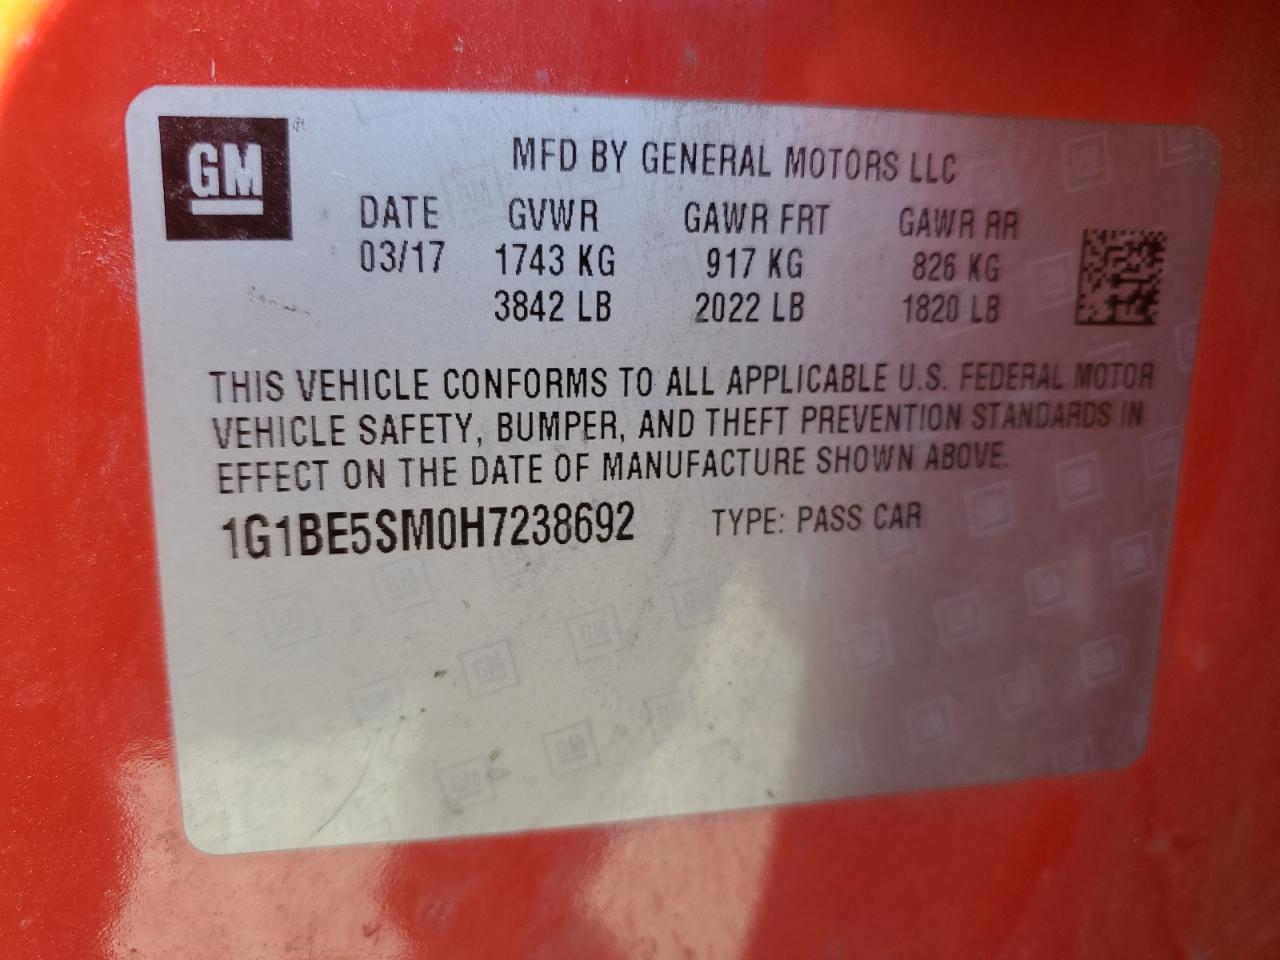 GM
MFD BY GENERAL MOTORS LLC
DATE GVWR GAWR FRT GAWR RR
03/17 1743 KG 917 KG 826 KG
3842 LB 2022 LB 1820 LB
THIS VEHICLE CONFORMS TO ALL APPLICABLE U.S. FEDERAL MOTOR
VEHICLE SAFETY, BUMPER, AND THEFT PREVENTION STANDARDS IN
EFFECT ON THE DATE OF MANUFACTURE SHOWN ABOVE.
1G1BE5SM0H7238692 TYPE: PASS CAR